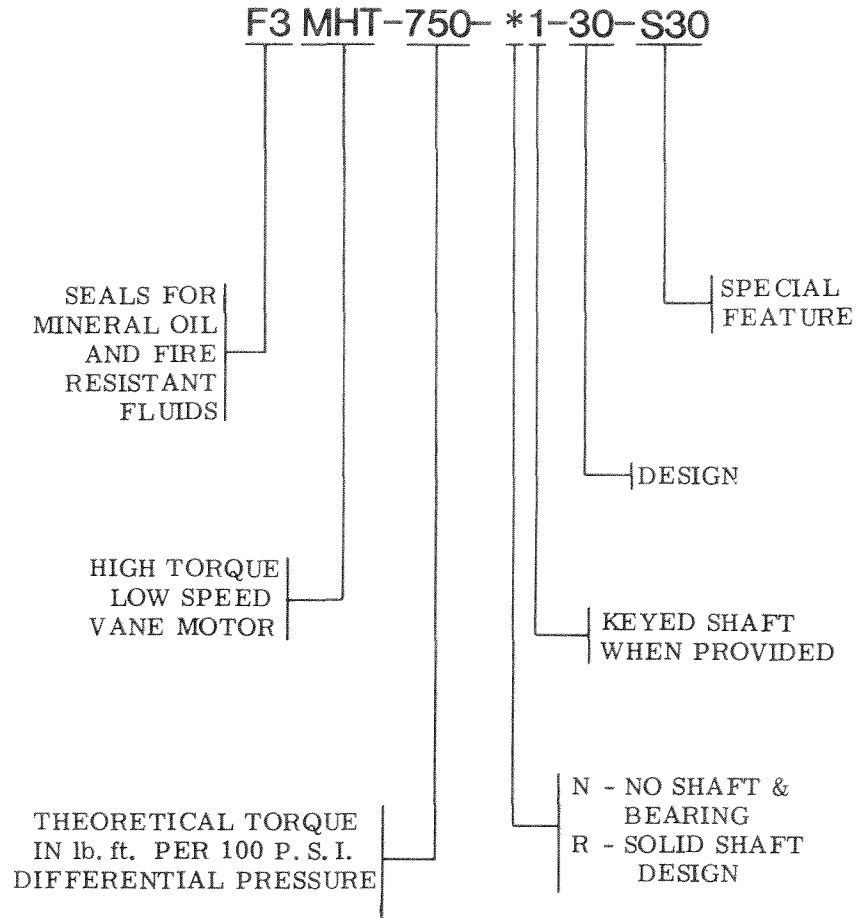 F3 MHT-750-*1-30-S30
SEALS FOR
MINERAL OIL
AND FIRE
RESISTANT
FLUIDS
SPECIAL
FEATURE
DESIGN
HIGH TORQUE
LOW SPEED
VANE MOTOR
KEYED SHAFT
WHEN PROVIDED
THEORETICAL TORQUE
IN lb. ft. PER 100 P. S. I.
DIFFERENTIAL PRESSURE
N - NO SHAFT &
BEARING
R - SOLID SHAFT
DESIGN